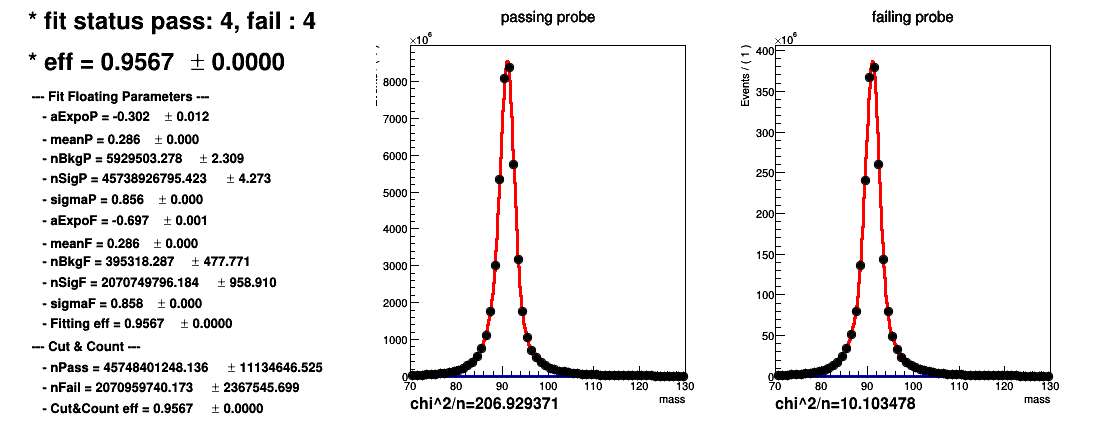 * fit status pass: 4, fail : 4
* eff = 0.9567 ± 0.0000
--- Fit Floating Parameters ---
- aExpoP = -0.302 ± 0.012
- meanP = 0.286 ± 0.000
- nBkgP = 5929503.278 ± 2.309
- nSigP = 45738926795.423 ± 4.273
- sigmaP = 0.856 ± 0.000
- aExpoF = -0.697 ± 0.001
- meanF = 0.286 ± 0.000
- nBkgF = 395318.287 ± 477.771
- nSigF = 2070749796.184 ± 958.910
- sigmaF = 0.858 ± 0.000
- Fitting eff = 0.9567 ± 0.0000
--- Cut & Count ---
- nPass = 45748401248.136 ± 11134646.525
- nFail = 2070959740.173 ± 2367545.699
- Cut&Count eff = 0.9567 ± 0.0000
passing probe
×10^6
8000
7000
6000
5000
4000
3000
2000
1000
0
70 80 90 100 110 120 130
mass
chi^2/n=206.929371
failing probe
×10^6
Events / ( 1 )
400
350
300
250
200
150
100
50
0
70 80 90 100 110 120 130
mass
chi^2/n=10.103478